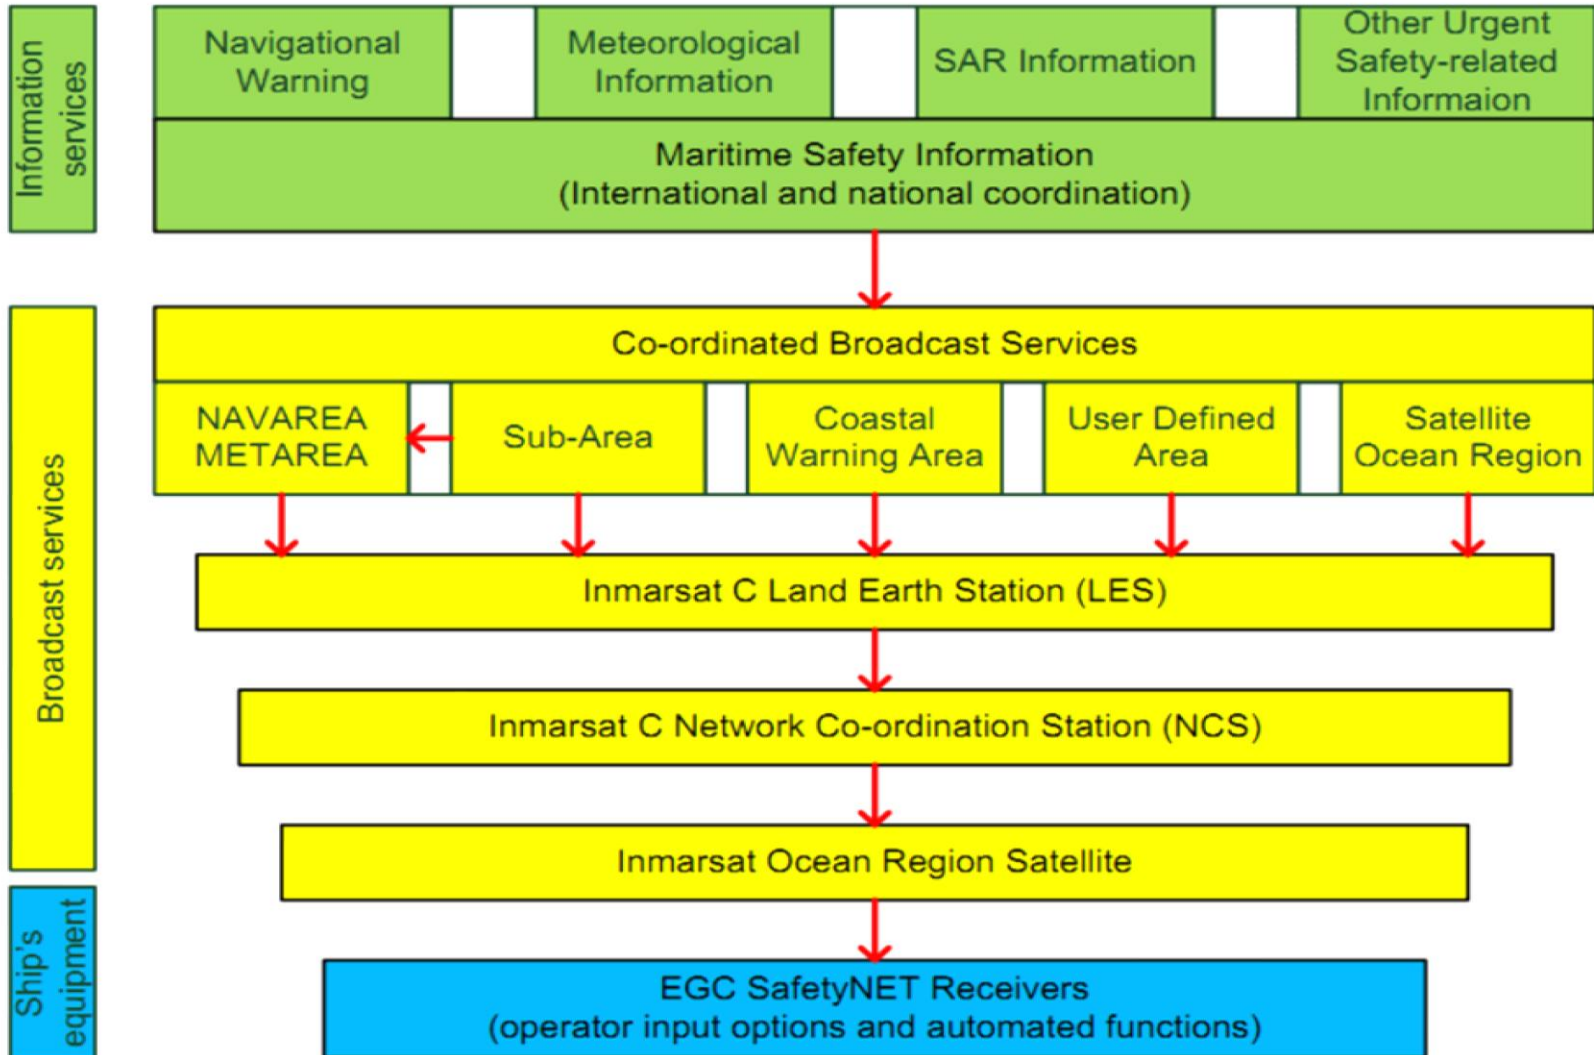 Information
services
Navigational
Warning
Meteorological
Information
SAR Information
Other Urgent
Safety-related
Informaion
Maritime Safety Information
(International and national coordination)
Broadcast services
Co-ordinated Broadcast Services
NAVAREA
METAREA
Sub-Area
Coastal
Warning Area
User Defined
Area
Satellite
Ocean Region
Inmarsat C Land Earth Station (LES)
Inmarsat C Network Co-ordination Station (NCS)
Inmarsat Ocean Region Satellite
Ship's
equipment
EGC SafetyNET Receivers
(operator input options and automated functions)